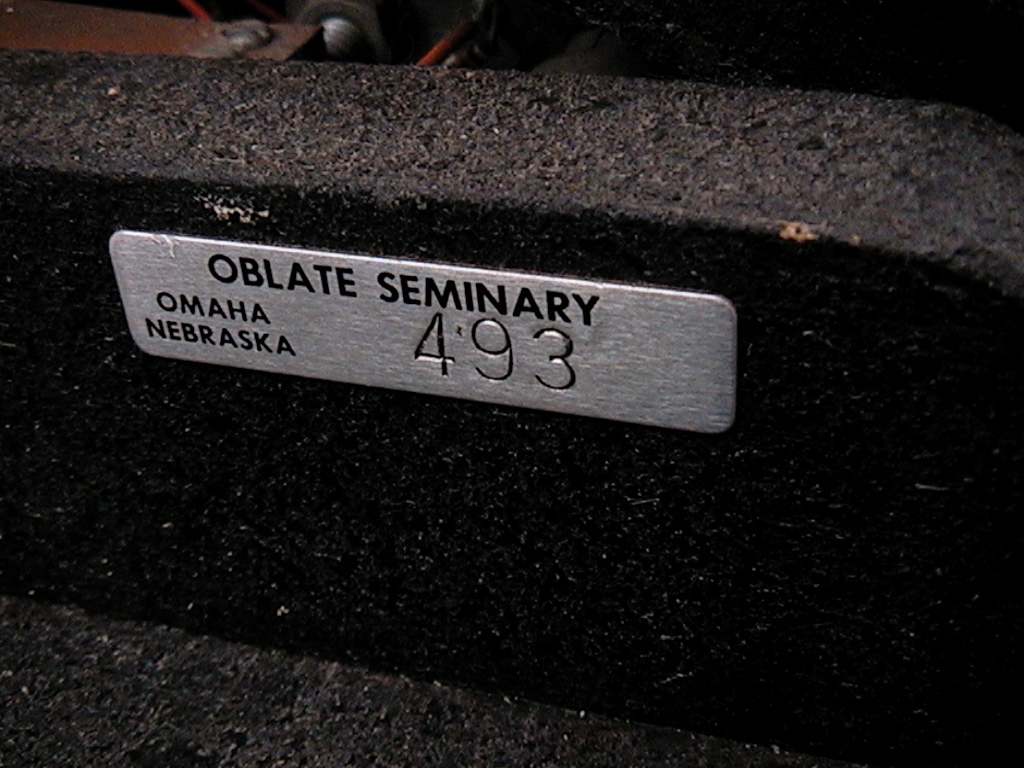 OBLATE SEMINARY
OMAHA
NEBRASKA
493